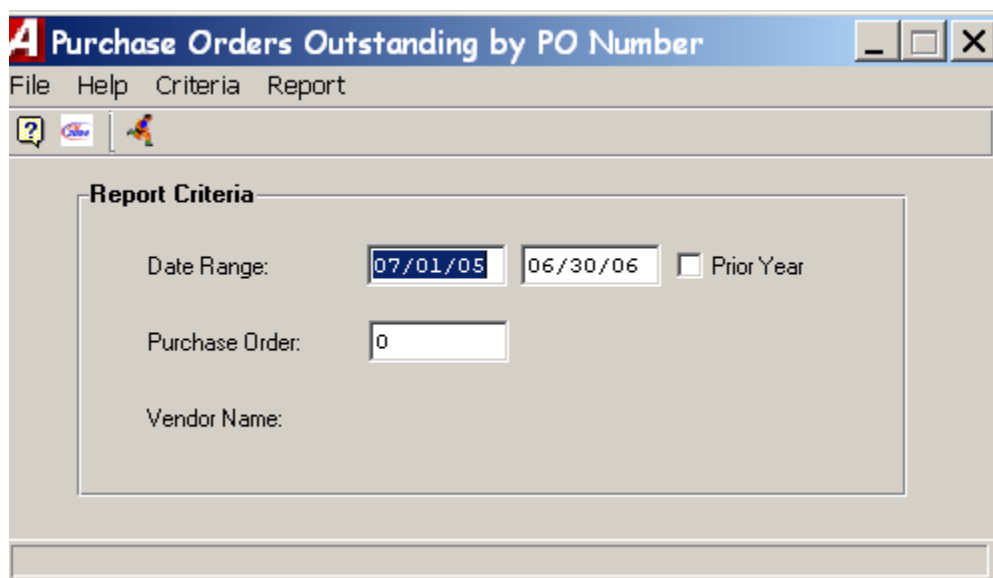 A Purchase Orders Outstanding by PO Number
File Help Criteria Report
Report Criteria
Date Range: 07/01/05 06/30/06 Prior Year
Purchase Order: 0
Vendor Name: